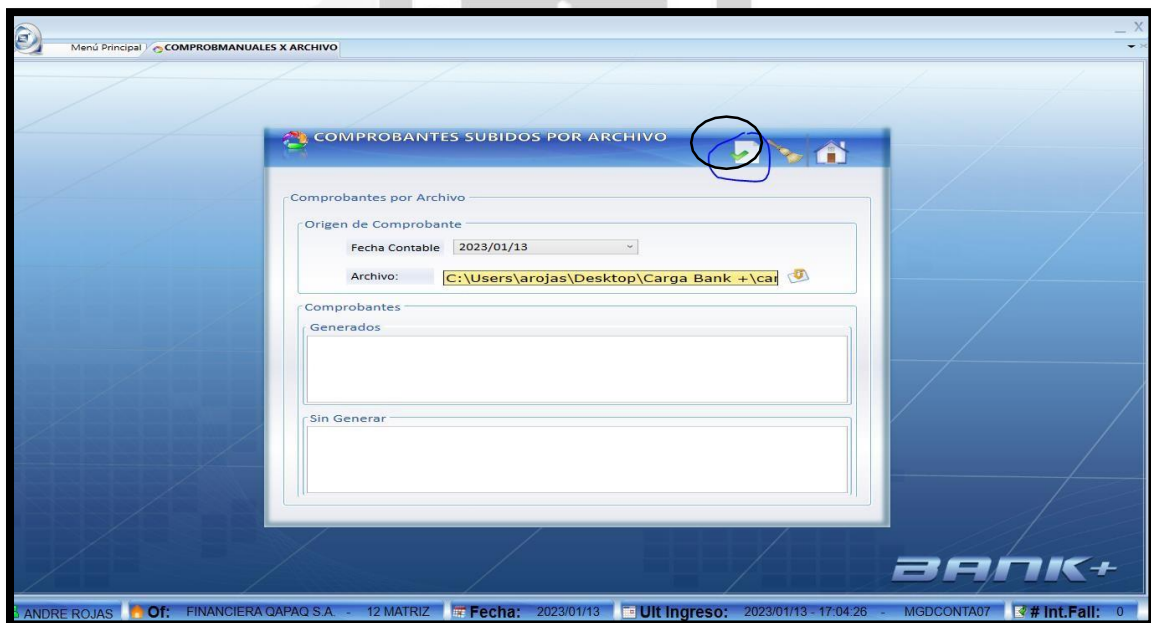 Menú Principal
COMPROBMANUALES X ARCHIVO
COMPROBANTES SUBIDOS POR ARCHIVO
Comprobantes por Archivo
Origen de Comprobante
Fecha Contable 2023/01/13
Archivo: C:\Users\arojas\Desktop\Carga Bank +\car
Comprobantes
Generados
Sin Generar
BANK+
ANDRE ROJAS Of: FINANCIERA QAPAQ S.A. - 12 MATRIZ Fecha: 2023/01/13 Ult Ingreso: 2023/01/13 - 17:04:26 - MGDCONTA07 # Int.Fall: 0